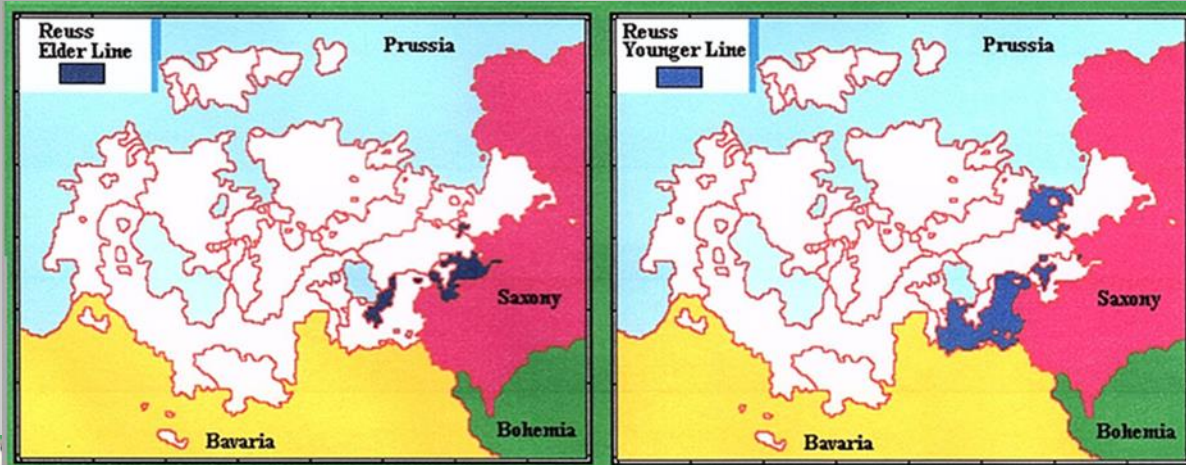 Reuss
Elder Line
Prussia
Saxony
Bohemia
Bavaria
Reuss
Younger Line
Prussia
Saxony
Bohemia
Bavaria